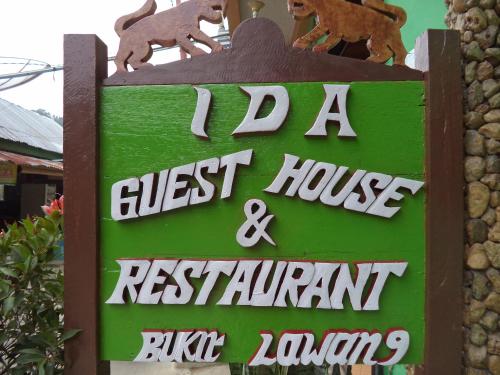 IDA
GUEST HOUSE
&
RESTAURANT
BUKIT LAWANG